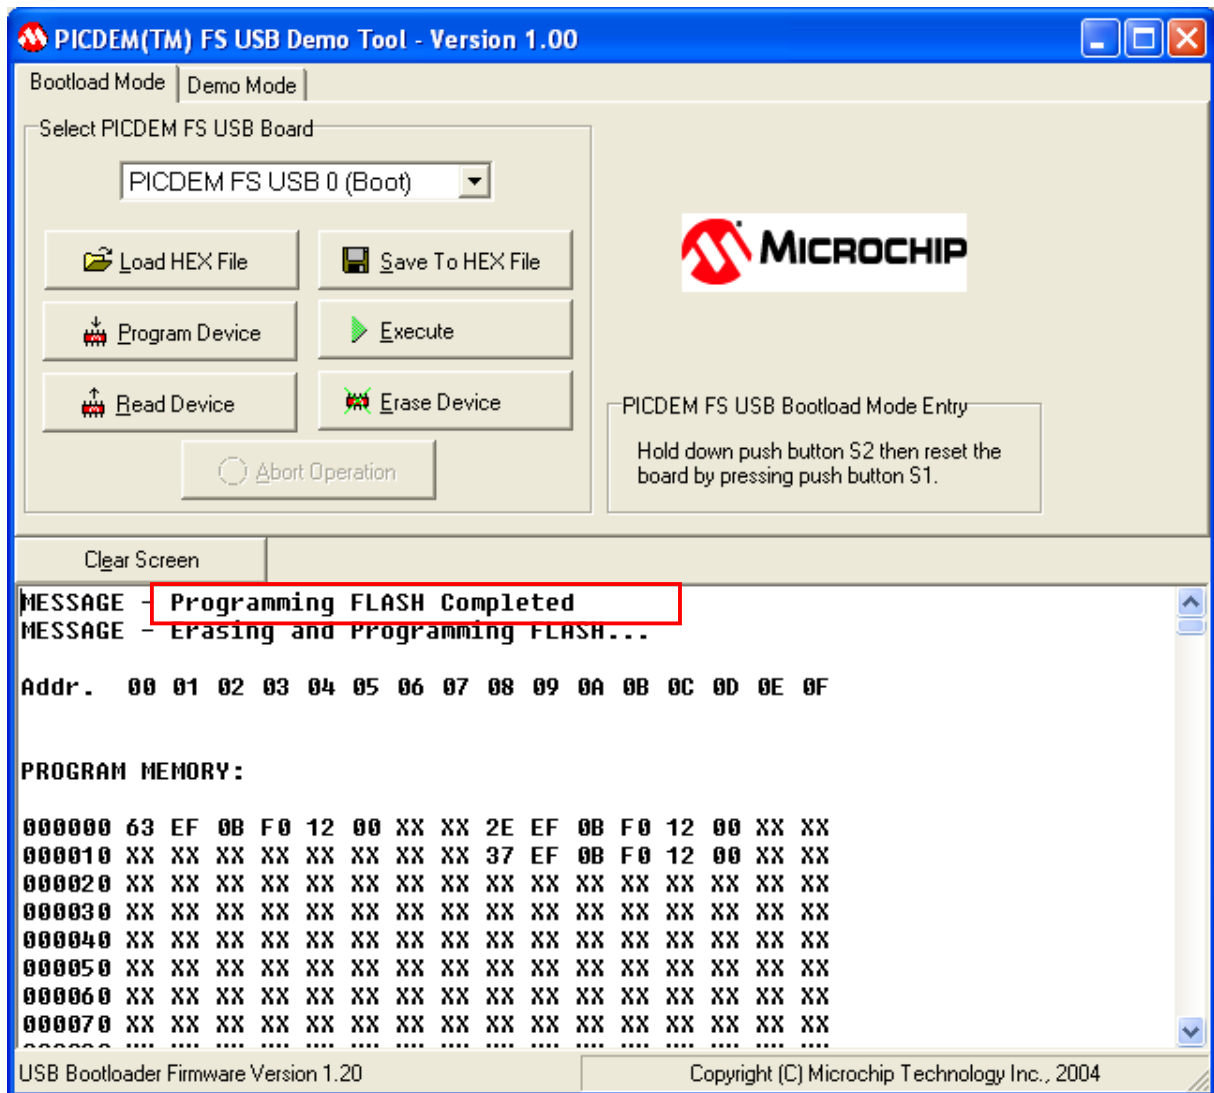 PICDEM(TM) FS USB Demo Tool - Version 1.00
Bootload Mode
Demo Mode
Select PICDEM FS USB Board
PICDEM FS USB 0 (Boot)
Load HEX File
Save To HEX File
Program Device
Execute
Read Device
Erase Device
Abort Operation
MICROCHIP
PICDEM FS USB Bootload Mode Entry
Hold down push button S2 then reset the
board by pressing push button S1.
Clear Screen
MESSAGE - Programming FLASH Completed
MESSAGE - Erasing and Programming FLASH...
Addr. 00 01 02 03 04 05 06 07 08 09 0A 0B 0C 0D 0E 0F
PROGRAM MEMORY:
000000 63 EF 0B F0 12 00 XX XX 2E EF 0B F0 12 00 XX XX
000010 XX XX XX XX XX XX XX XX 37 EF 0B F0 12 00 XX XX
000020 XX XX XX XX XX XX XX XX XX XX XX XX XX XX XX XX
000030 XX XX XX XX XX XX XX XX XX XX XX XX XX XX XX XX
000040 XX XX XX XX XX XX XX XX XX XX XX XX XX XX XX XX
000050 XX XX XX XX XX XX XX XX XX XX XX XX XX XX XX XX
000060 XX XX XX XX XX XX XX XX XX XX XX XX XX XX XX XX
000070 XX XX XX XX XX XX XX XX XX XX XX XX XX XX XX XX
USB Bootloader Firmware Version 1.20
Copyright (C) Microchip Technology Inc., 2004